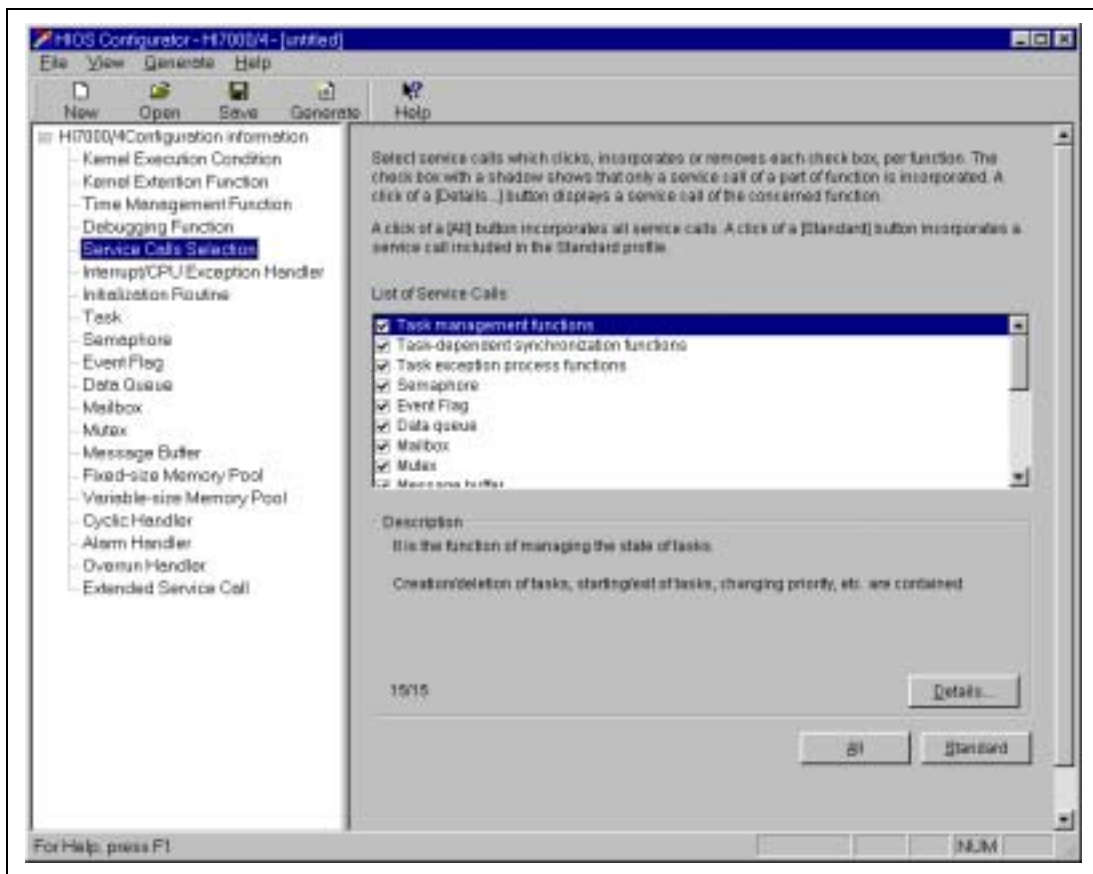 HIOS Configurator - HI7000/4 - [untitled]
File View Generate Help
New Open Save Generate Help
HI7000/4Configuration information
Kernel Execution Condition
Kernel Extention Function
Time Management Function
Debugging Function
Service Calls Selection
Interrupt/CPU Exception Handler
Initialization Routine
Task
Semaphore
Event Flag
Data Queue
Mailbox
Mutex
Message Buffer
Fixed-size Memory Pool
Variable-size Memory Pool
Cyclic Handler
Alarm Handler
Overrun Handler
Extended Service Call
Select service calls which clicks, incorporates or removes each check box, per function. The
check box with a shadow shows that only a service call of a part of function is incorporated. A
click of a [Details...] button displays a service call of the concerned function.
A click of a [All] button incorporates all service calls. A click of a [Standard] button incorporates a
service call included in the Standard profile.
List of Service Calls
Task management functions
Task-dependent synchronization functions
Task exception process functions
Semaphore
Event Flag
Data queue
Mailbox
Mutex
Message buffer
Description
It is the function of managing the state of tasks.
Creation/deletion of tasks, starting/exit of tasks, changing priority, etc. are contained.
15/15
Details...
All Standard
For Help, press F1
NUM